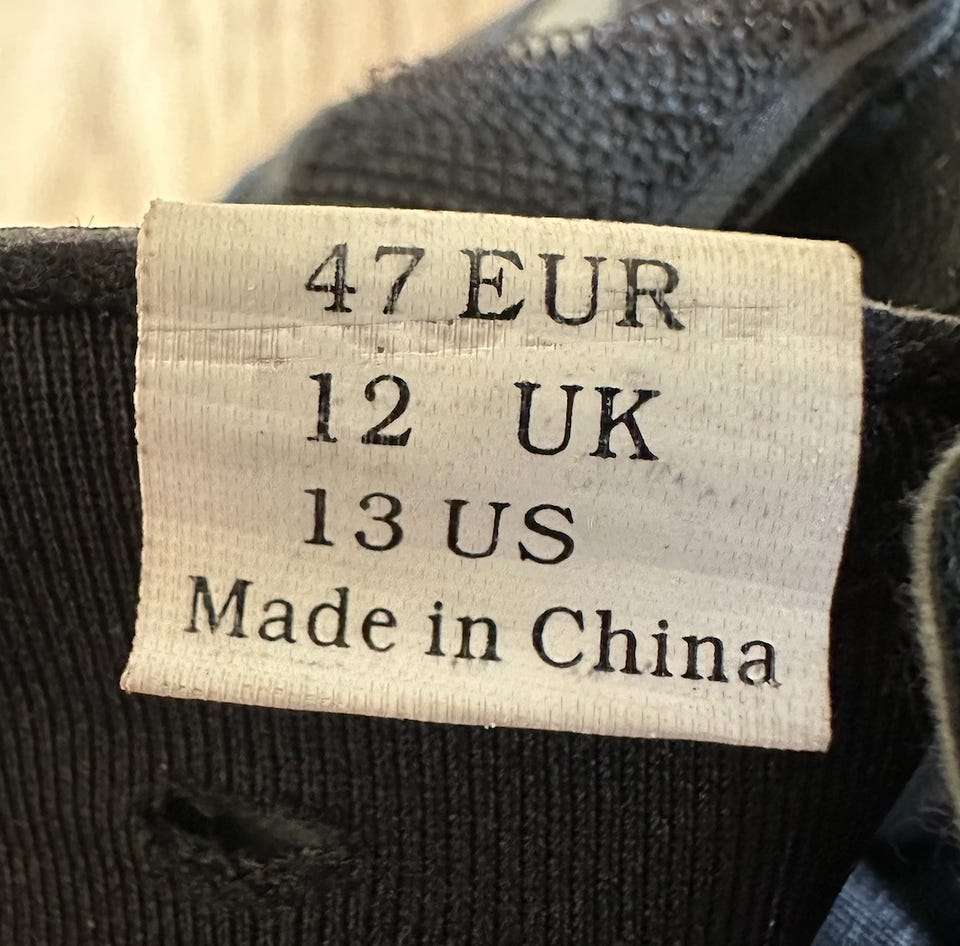 47 EUR
12 UK
13 US
Made in China